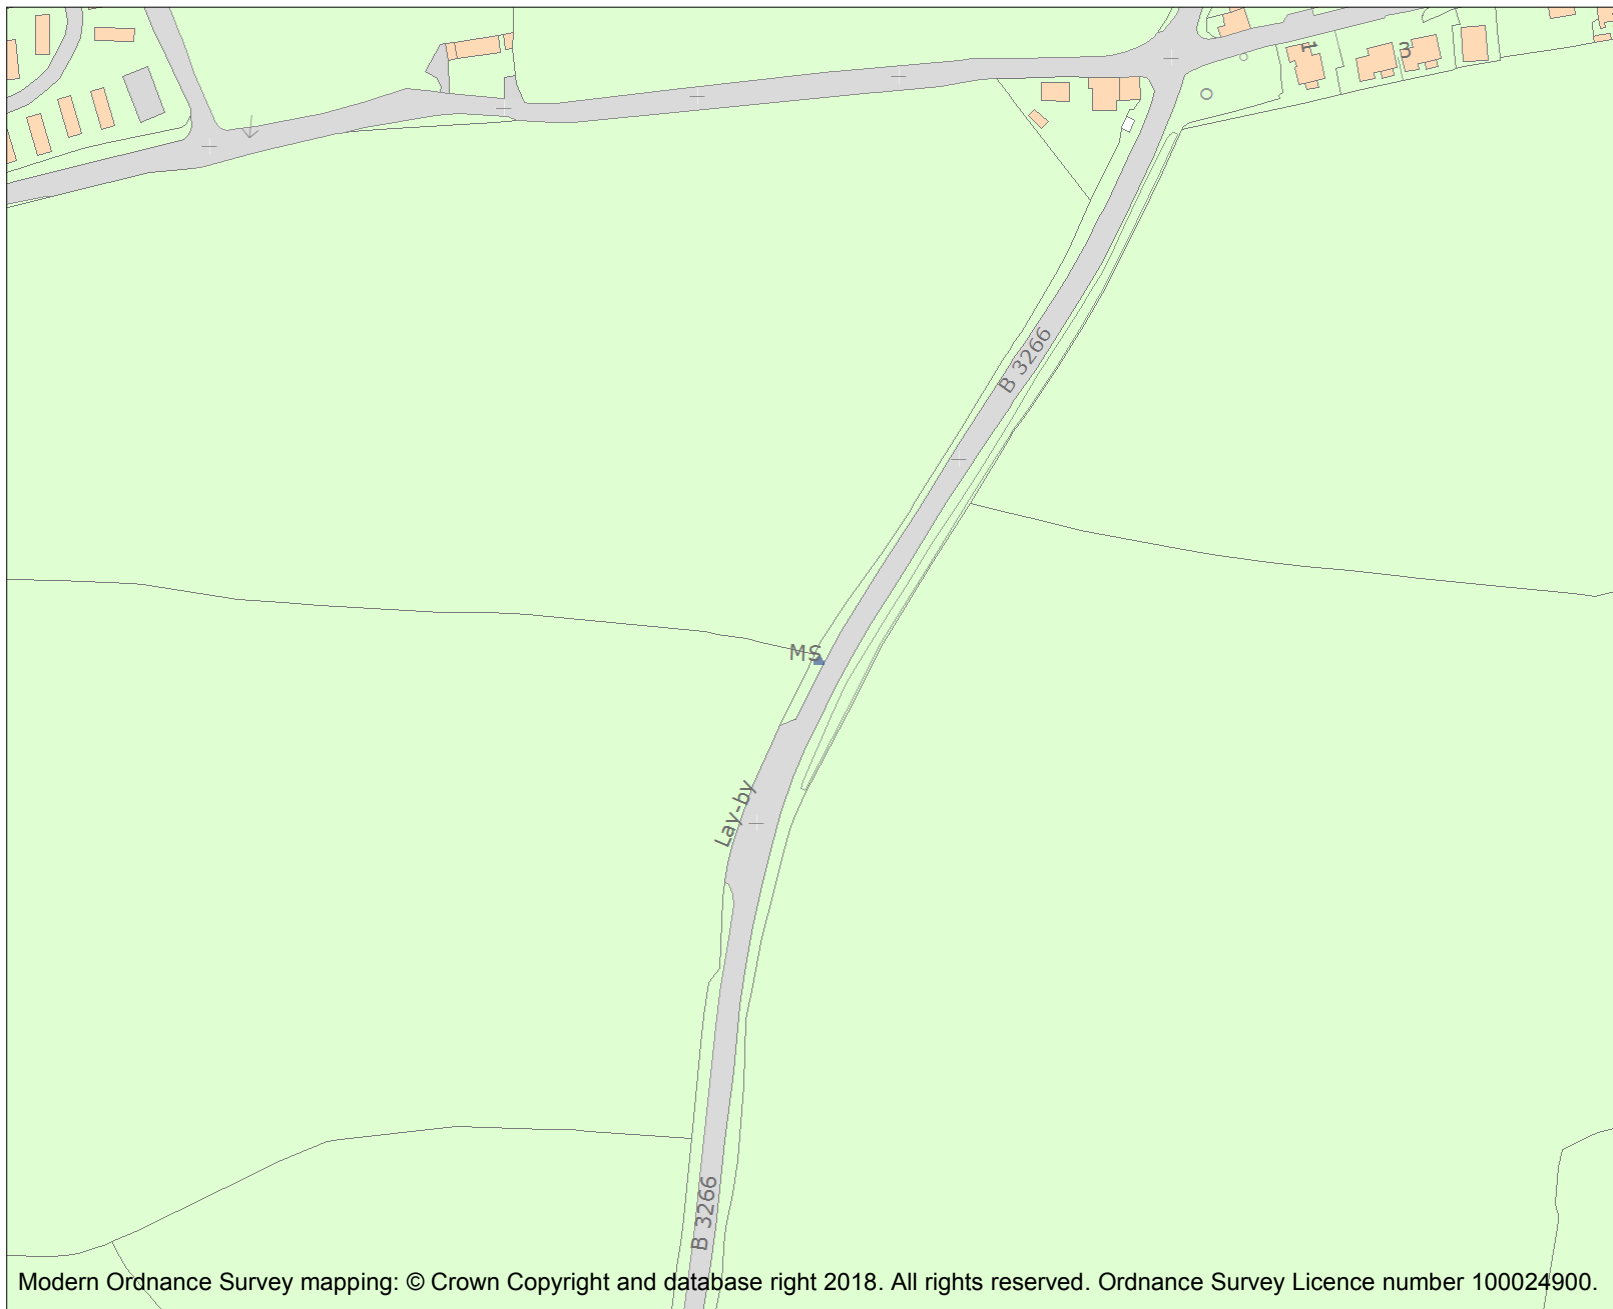 1
3
B 3266
MS
Lay-by
B 3266
Modern Ordnance Survey mapping: © Crown Copyright and database right 2018. All rights reserved. Ordnance Survey Licence number 100024900.